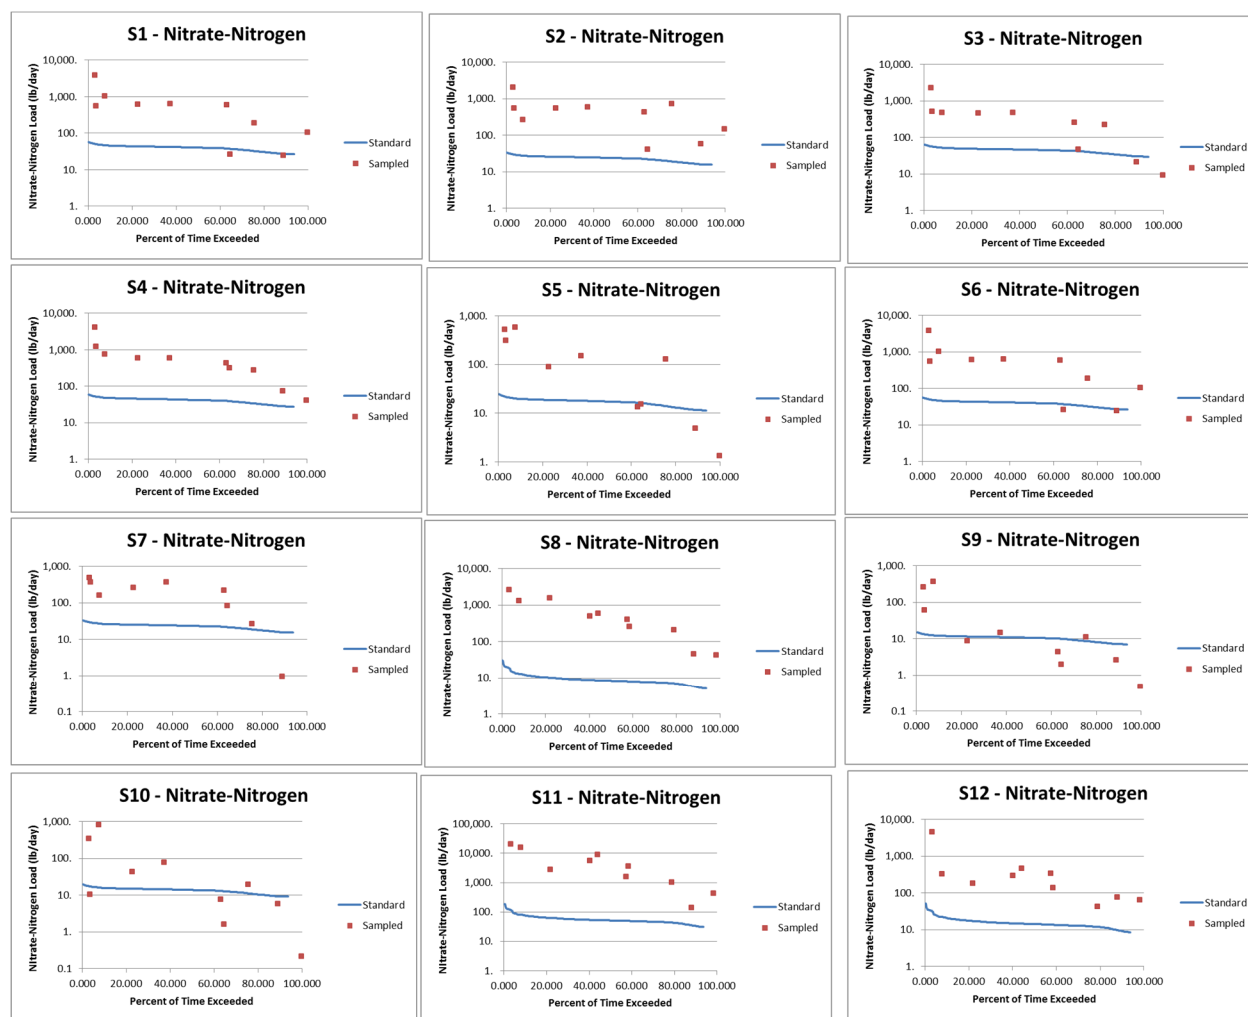 S1 - Nitrate-Nitrogen
NItrate-Nitrogen Load (lb/day)
10,000.
1,000.
100.
10.
1.
0.000 20.000 40.000 60.000 80.000 100.000
Percent of Time Exceeded
Standard
Sampled
S2 - Nitrate-Nitrogen
NItrate-Nitrogen Load (lb/day)
10,000.
1,000.
100.
10.
1.
0.000 20.000 40.000 60.000 80.000 100.000
Percent of Time Exceeded
Standard
Sampled
S3 - Nitrate-Nitrogen
NItrate-Nitrogen Load (lb/day)
10,000.
1,000.
100.
10.
1.
0.000 20.000 40.000 60.000 80.000 100.000
Percent of Time Exceeded
Standard
Sampled
S4 - Nitrate-Nitrogen
NItrate-Nitrogen Load (lb/day)
10,000.
1,000.
100.
10.
1.
0.000 20.000 40.000 60.000 80.000 100.000
Percent of Time Exceeded
Standard
Sampled
S5 - Nitrate-Nitrogen
NItrate-Nitrogen Load (lb/day)
1,000.
100.
10.
1.
0.000 20.000 40.000 60.000 80.000 100.000
Percent of Time Exceeded
Standard
Sampled
S6 - Nitrate-Nitrogen
NItrate-Nitrogen Load (lb/day)
10,000.
1,000.
100.
10.
1.
0.000 20.000 40.000 60.000 80.000 100.000
Percent of Time Exceeded
Standard
Sampled
S7 - Nitrate-Nitrogen
NItrate-Nitrogen Load (lb/day)
1,000.
100.
10.
1.
0.1
0.000 20.000 40.000 60.000 80.000 100.000
Percent of Time Exceeded
Standard
Sampled
S8 - Nitrate-Nitrogen
NItrate-Nitrogen Load (lb/day)
10,000.
1,000.
100.
10.
1.
0.000 20.000 40.000 60.000 80.000 100.000
Percent of Time Exceeded
Standard
Sampled
S9 - Nitrate-Nitrogen
NItrate-Nitrogen Load (lb/day)
1,000.
100.
10.
1.
0.1
0.000 20.000 40.000 60.000 80.000 100.000
Percent of Time Exceeded
Standard
Sampled
S10 - Nitrate-Nitrogen
NItrate-Nitrogen Load (lb/day)
1,000.
100.
10.
1.
0.1
0.000 20.000 40.000 60.000 80.000 100.000
Percent of Time Exceeded
Standard
Sampled
S11 - Nitrate-Nitrogen
NItrate-Nitrogen Load (lb/day)
100,000.
10,000.
1,000.
100.
10.
1.
0.000 20.000 40.000 60.000 80.000 100.000
Percent of Time Exceeded
Standard
Sampled
S12 - Nitrate-Nitrogen
NItrate-Nitrogen Load (lb/day)
10,000.
1,000.
100.
10.
1.
0.000 20.000 40.000 60.000 80.000 100.000
Percent of Time Exceeded
Standard
Sampled